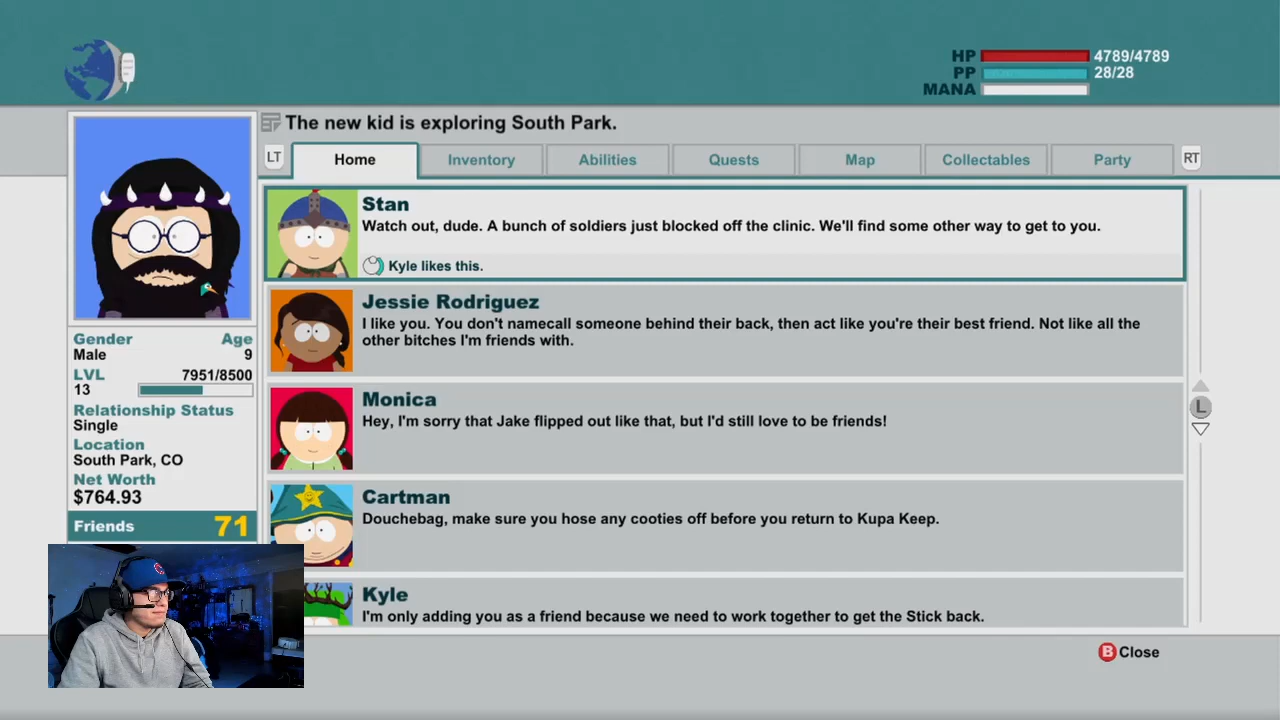 HP 4789/4789
PP 28/28
MANA
The new kid is exploring South Park.
LT Home Inventory Abilities Quests Map Collectables Party RT
Stan
Watch out, dude. A bunch of soldiers just blocked off the clinic. We'll find some other way to get to you.
Kyle likes this.
Jessie Rodriguez
I like you. You don't namecall someone behind their back, then act like you're their best friend. Not like all the
other bitches I'm friends with.
Monica
Hey, I'm sorry that Jake flipped out like that, but I'd still love to be friends!
Cartman
Douchebag, make sure you hose any cooties off before you return to Kupa Keep.
Kyle
I'm only adding you as a friend because we need to work together to get the Stick back.
Gender Age
Male 9
LVL 7951/8500
13
Relationship Status
Single
Location
South Park, CO
Net Worth
$764.93
Friends 71
L
B Close